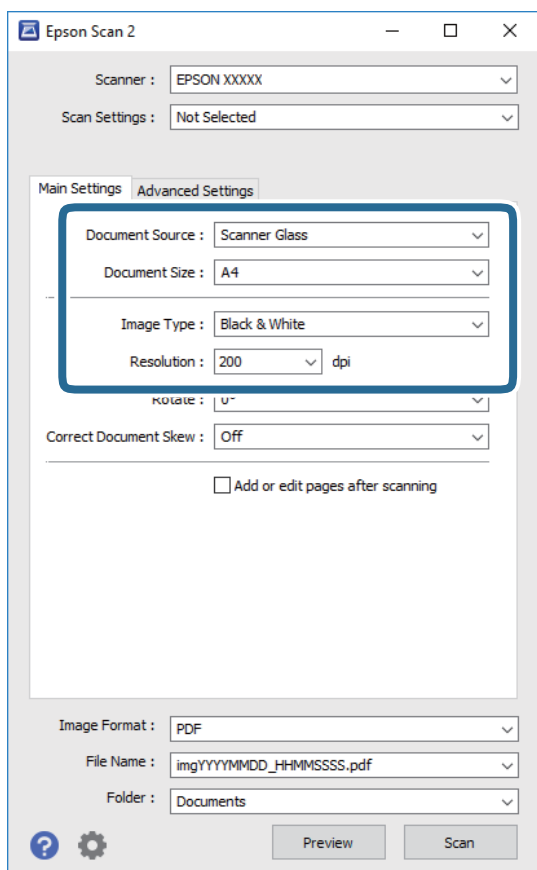 Epson Scan 2
Scanner : EPSON XXXXX
Scan Settings : Not Selected
Main Settings Advanced Settings
Document Source : Scanner Glass
Document Size : A4
Image Type : Black & White
Resolution : 200 dpi
Rotate : 0°
Correct Document Skew : Off
Add or edit pages after scanning
Image Format : PDF
File Name : imgYYYYMMDD_HHMMSSSS.pdf
Folder : Documents
? Preview Scan